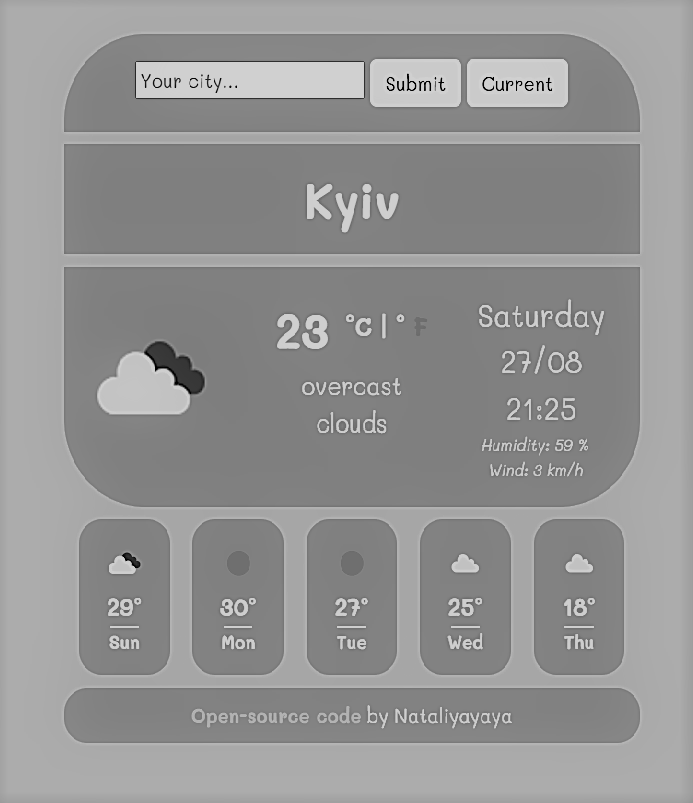 Your city...
Submit
Current
Kyiv
23 °C | ° F
overcast
clouds
Saturday
27/08
21:25
Humidity: 59 %
Wind: 3 km/h
29°
Sun
30°
Mon
27°
Tue
25°
Wed
18°
Thu
Open-source code by Nataliyayaya